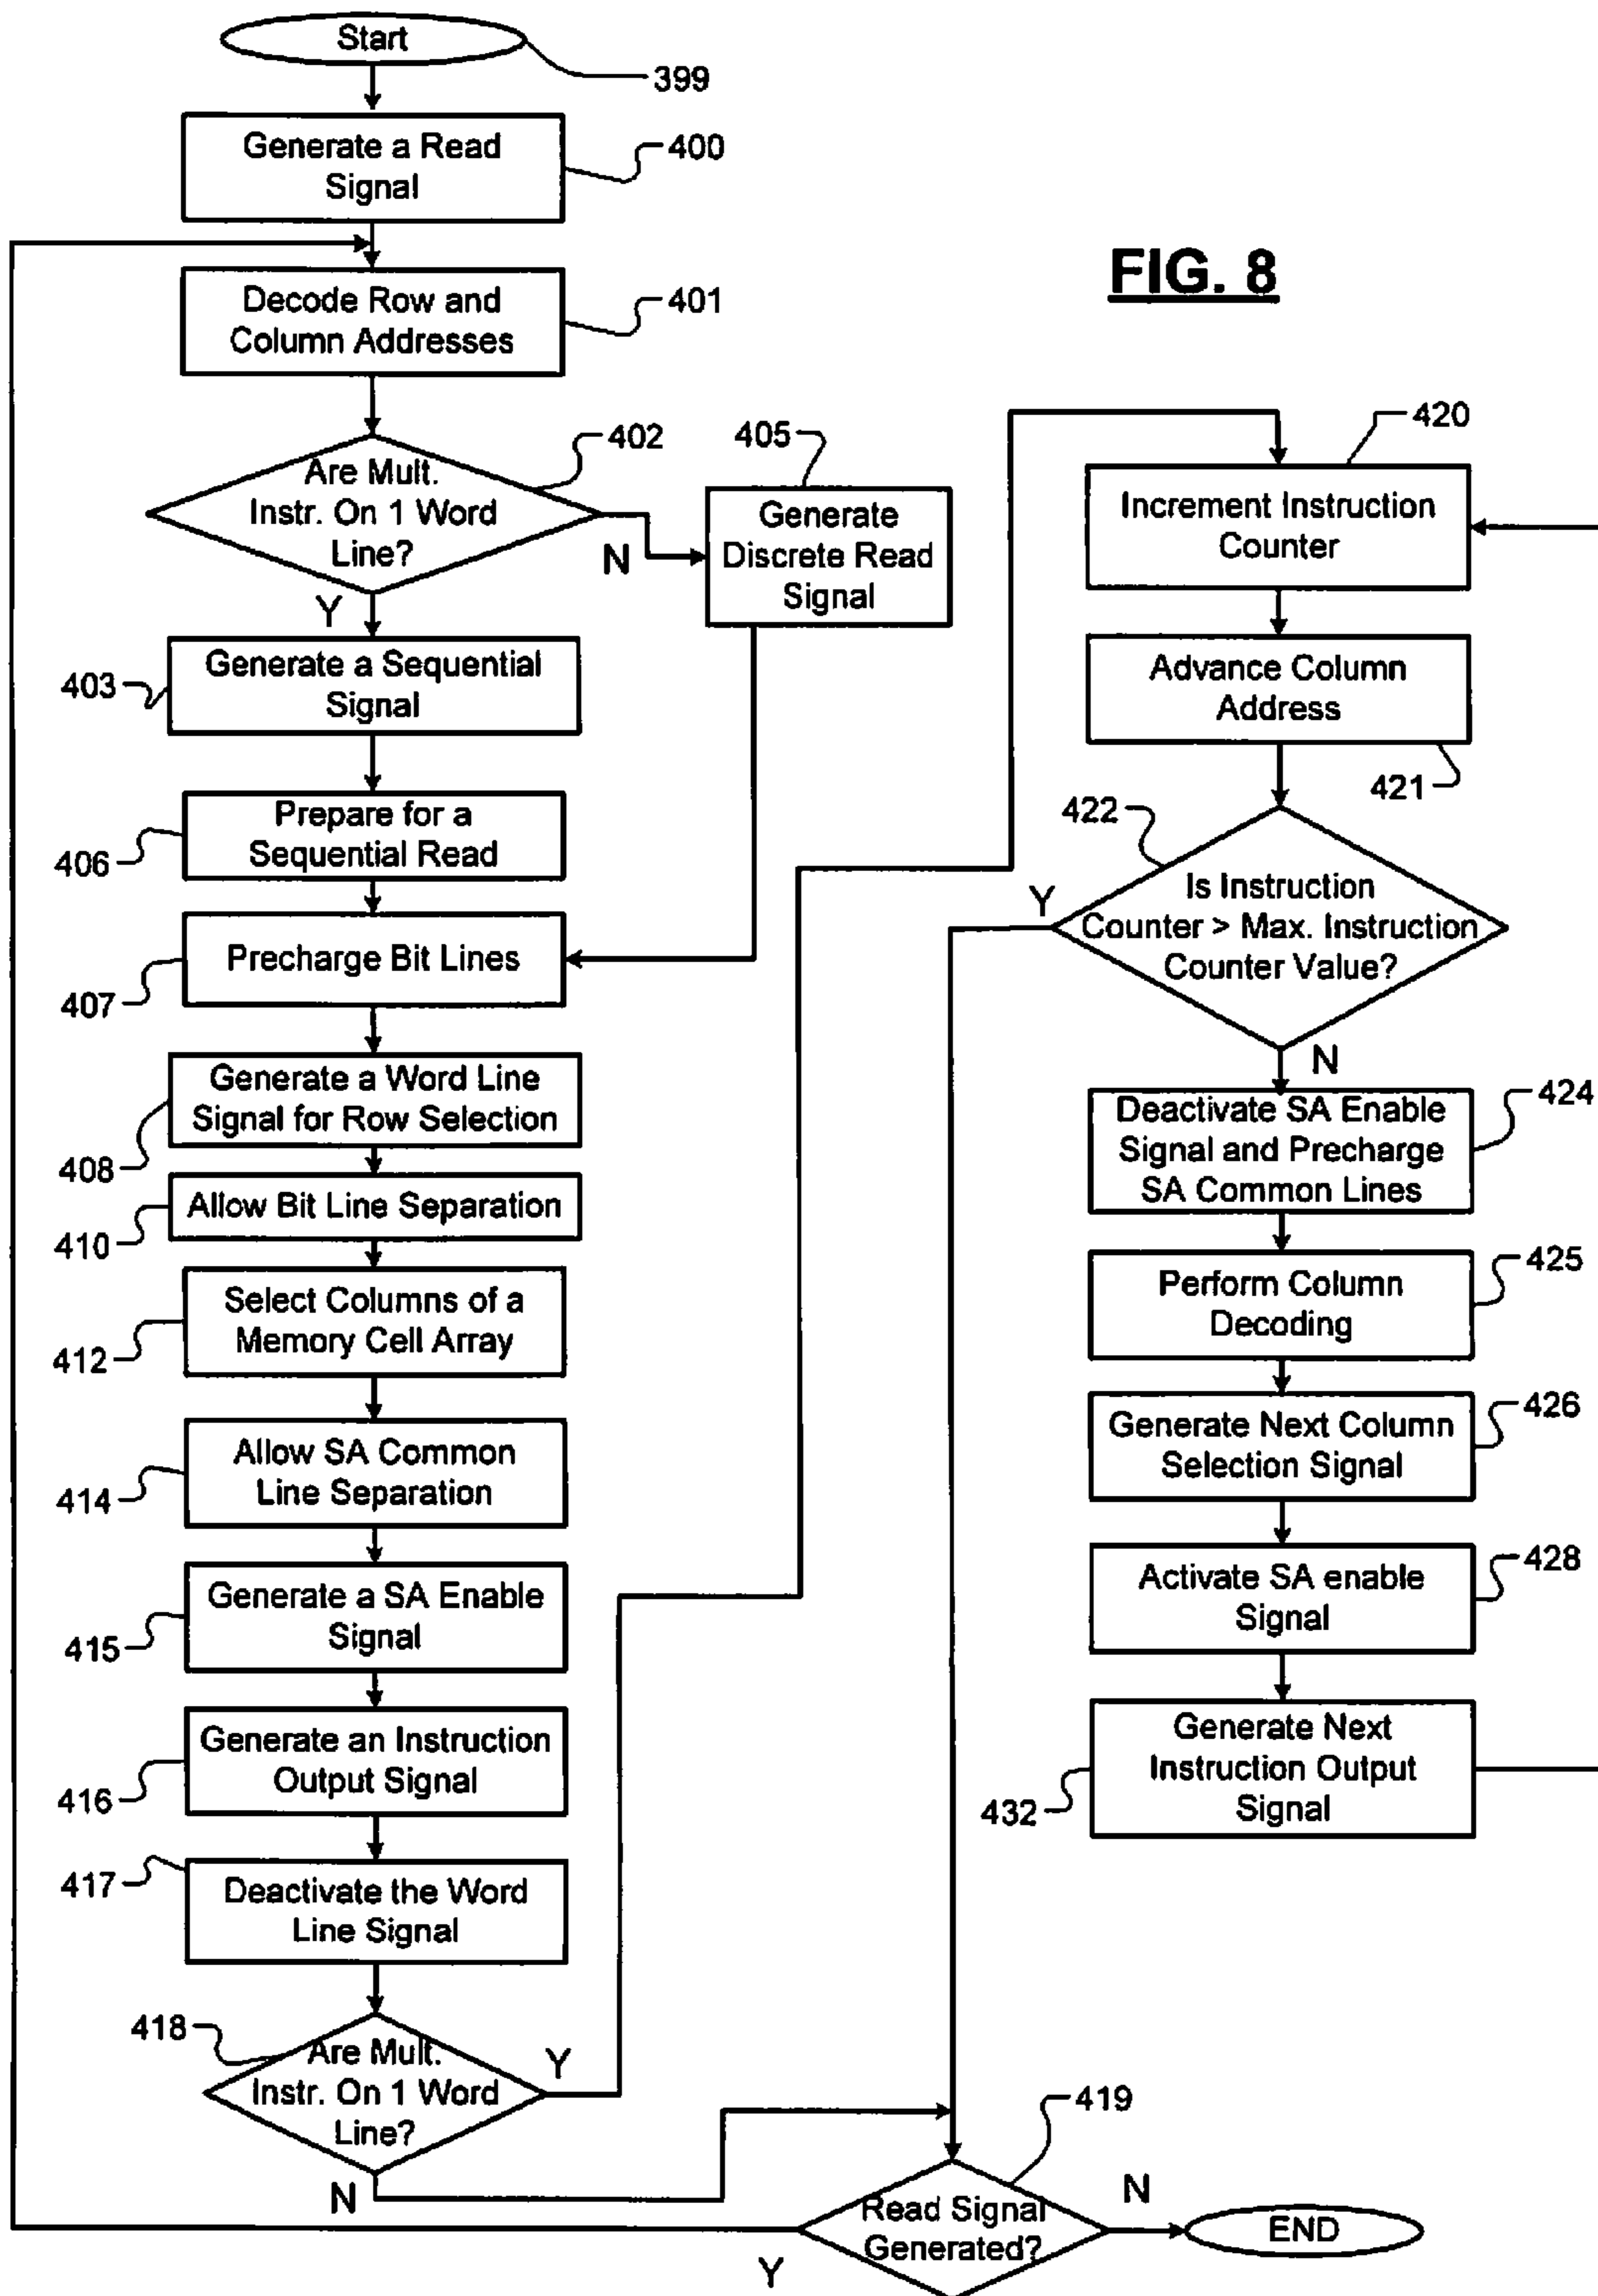 Start
399
Generate a Read
Signal
400
FIG. 8
Decode Row and
Column Addresses
401
Are Mult.
Instr. On 1 Word
Line?
402
N
Y
405
Generate
Discrete Read
Signal
Generate a Sequential
Signal
403
Prepare for a
Sequential Read
406
Precharge Bit Lines
407
Generate a Word Line
Signal for Row Selection
408
Allow Bit Line Separation
410
Select Columns of a
Memory Cell Array
412
Allow SA Common
Line Separation
414
Generate a SA Enable
Signal
415
Generate an Instruction
Output Signal
416
Deactivate the Word
Line Signal
417
418
Are Mult.
Instr. On 1 Word
Line?
Y
N
420
Increment Instruction
Counter
Advance Column
Address
421
422
Is Instruction
Counter > Max. Instruction
Counter Value?
Y
N
Deactivate SA Enable
Signal and Precharge
SA Common Lines
424
Perform Column
Decoding
425
Generate Next Column
Selection Signal
426
Activate SA enable
Signal
428
Generate Next
Instruction Output
Signal
432
419
Read Signal
Generated?
N
Y
END